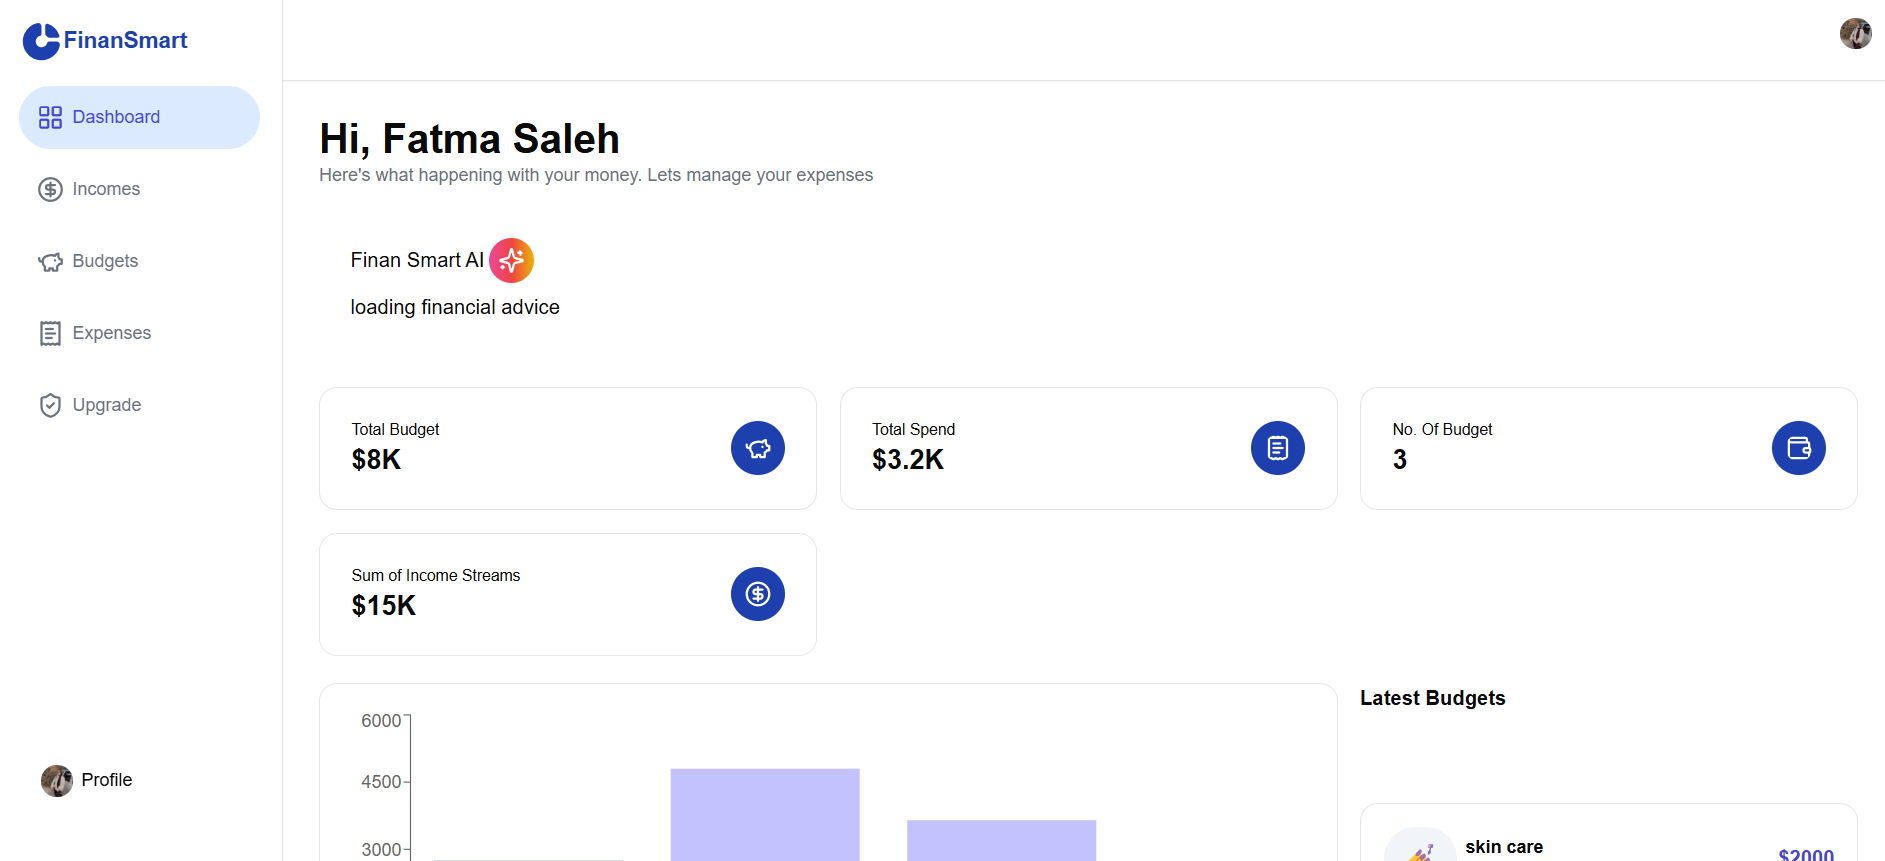 FinanSmart
Dashboard
Incomes
Budgets
Expenses
Upgrade
Profile
Hi, Fatma Saleh
Here's what happening with your money. Lets manage your expenses
Finan Smart AI
loading financial advice
Total Budget
$8K
Total Spend
$3.2K
No. Of Budget
3
Sum of Income Streams
$15K
6000
4500
3000
Latest Budgets
skin care
$2000